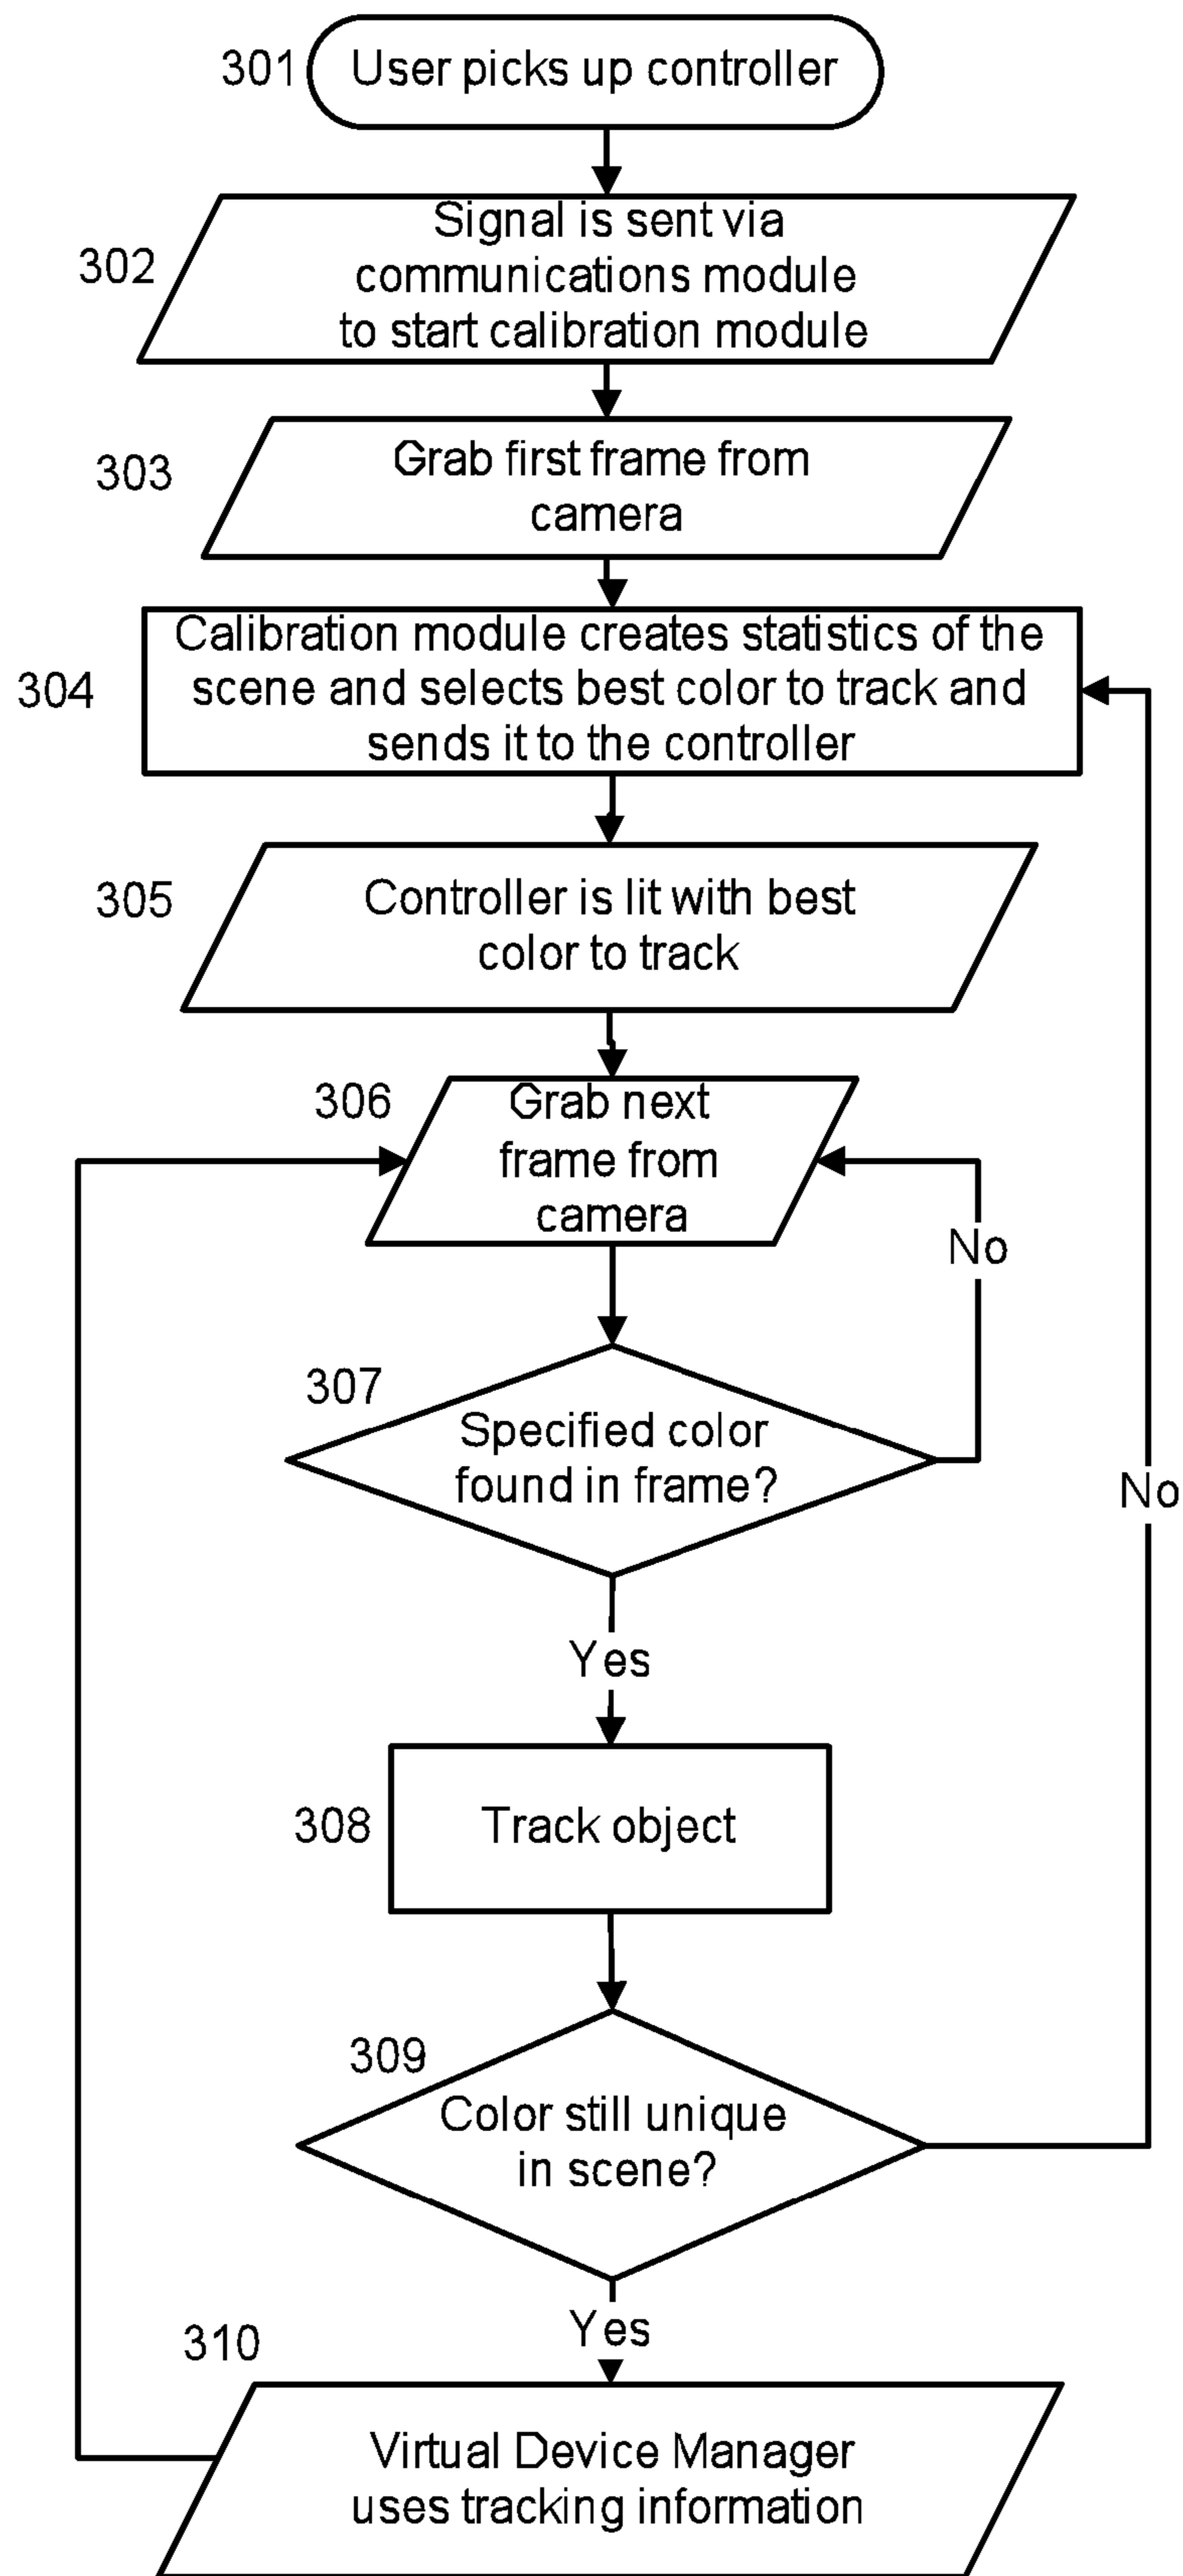 301
User picks up controller
302
Signal is sent via
communications module
to start calibration module
303
Grab first frame from
camera
304
Calibration module creates statistics of the
scene and selects best color to track and
sends it to the controller
305
Controller is lit with best
color to track
306
Grab next
frame from
camera
No
307
Specified color
found in frame?
No
Yes
308
Track object
309
Color still unique
in scene?
Yes
310
Virtual Device Manager
uses tracking information